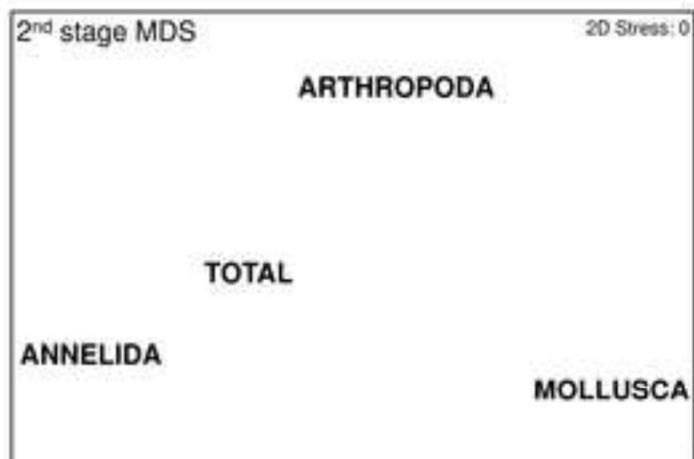 2nd stage MDS
2D Stress: 0
ARTHROPODA
TOTAL
ANNELIDA
MOLLUSCA